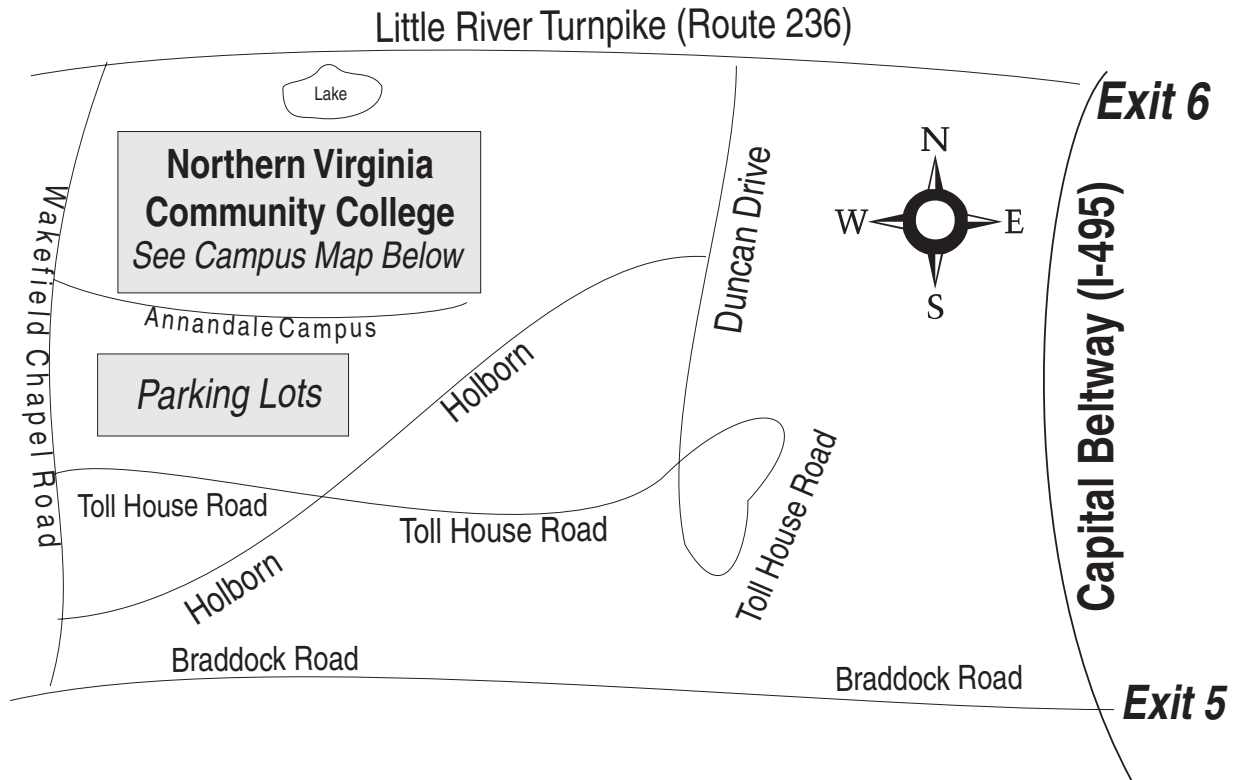 Little River Turnpike (Route 236)
Lake
Exit 6
Northern Virginia
Community College
See Campus Map Below
Wakefield Chapel Road
Duncan Drive
N
W
E
S
Capital Beltway (I-495)
Annandale Campus
Parking Lots
Holborn
Toll House Road
Toll House Road
Toll House Road
Holborn
Braddock Road
Braddock Road
Exit 5